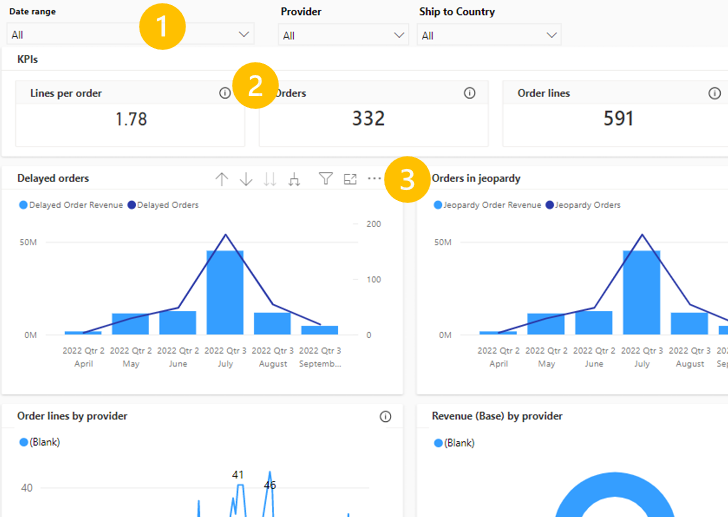 Date range
Provider
Ship to Country
All
1
All
All
KPIs
Lines per order
2
Orders
Order lines
1.78
332
591
Delayed orders
3
Orders in jeopardy
Delayed Order Revenue
Delayed Orders
Jeopardy Order Revenue
Jeopardy Orders
50M
200
50M
100
0M
0
0M
2022 Qtr 2
April
2022 Qtr 2
May
2022 Qtr 2
June
2022 Qtr 3
July
2022 Qtr 3
August
2022 Qtr 3
Septemb...
2022 Qtr 2
April
2022 Qtr 2
May
2022 Qtr 2
June
2022 Qtr 3
July
2022 Qtr 3
August
Order lines by provider
Revenue (Base) by provider
(Blank)
(Blank)
41
46
40